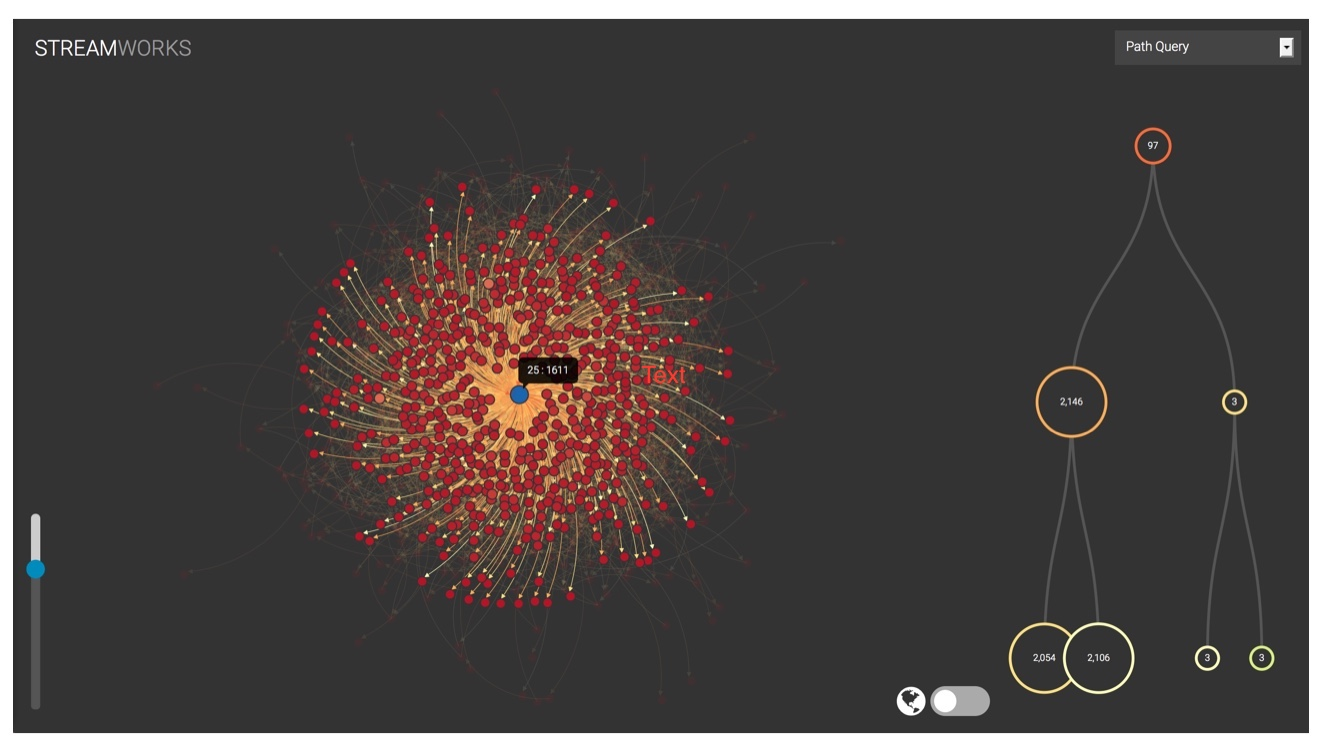 STREAMWORKS
Path Query
97
25 : 1611
Text
2,146
3
2,054
2,106
3
3